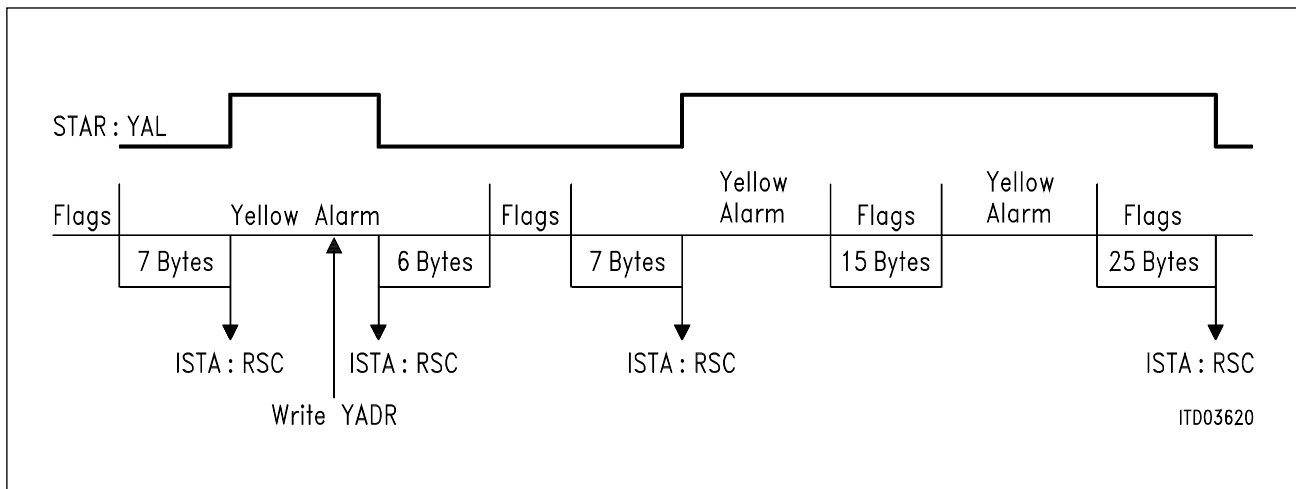 STAR : YAL
Yellow
Alarm
Yellow
Alarm
Flags
Yellow Alarm
Flags
Flags
Flags
7 Bytes
6 Bytes
7 Bytes
15 Bytes
25 Bytes
ISTA : RSC
ISTA : RSC
ISTA : RSC
ISTA : RSC
Write YADR
ITD03620